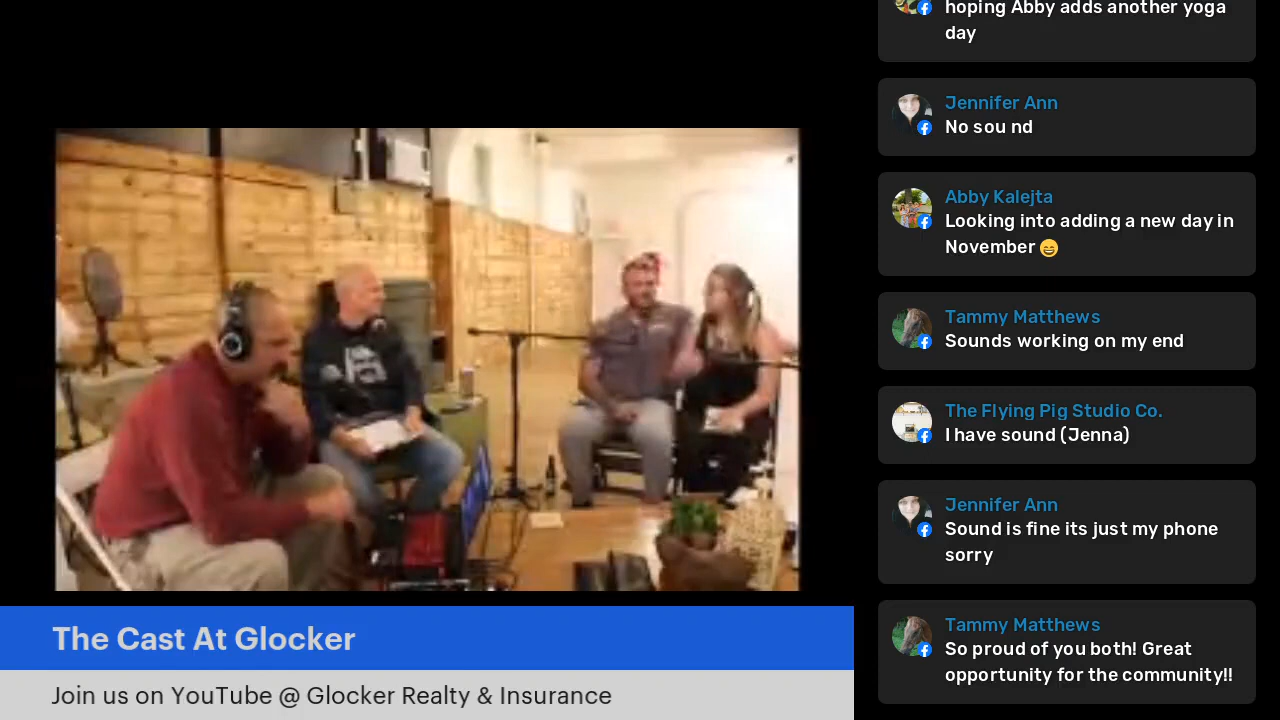 hoping Abby adds another yoga
day
Jennifer Ann
No sou nd
Abby Kalejta
Looking into adding a new day in
November 😄
Tammy Matthews
Sounds working on my end
The Flying Pig Studio Co.
I have sound (Jenna)
Jennifer Ann
Sound is fine its just my phone
sorry
Tammy Matthews
So proud of you both! Great
opportunity for the community!!
The Cast At Glocker
Join us on YouTube @ Glocker Realty & Insurance